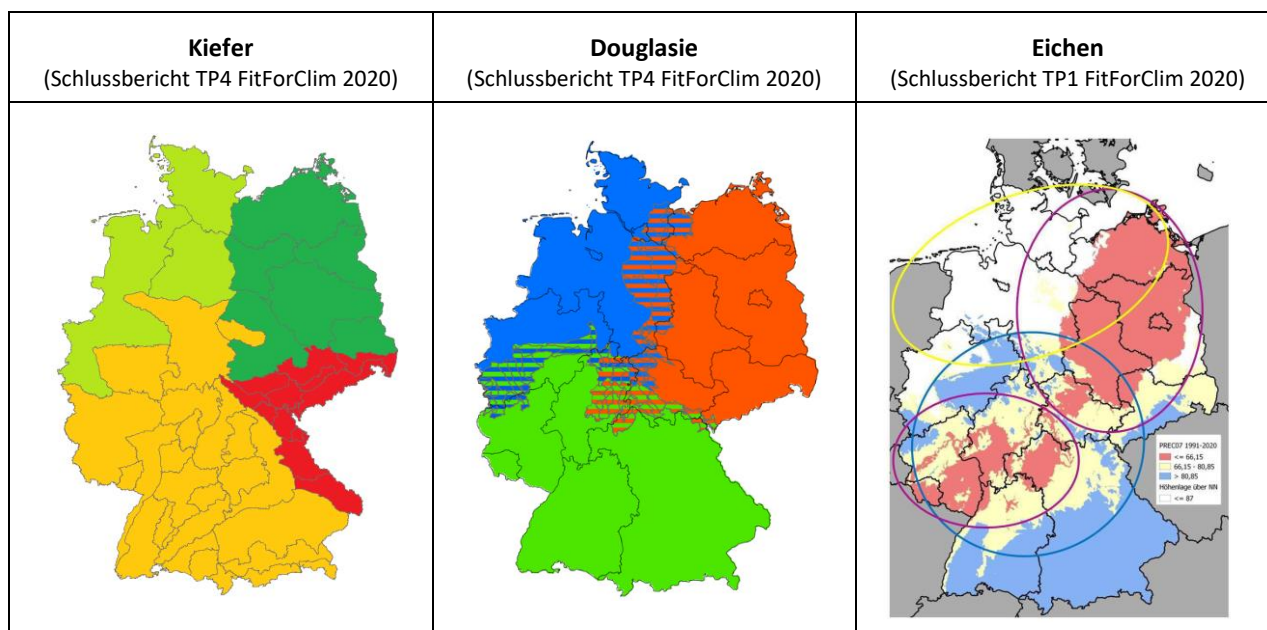 Kiefer
(Schlussbericht TP4 FitForClim 2020)
Douglasie
(Schlussbericht TP4 FitForClim 2020)
Eichen
(Schlussbericht TP1 FitForClim 2020)
PREC07 1991-2020
<= 66,15
66,15 - 80,85
> 80,85
Höhenlage über NN
<= 87